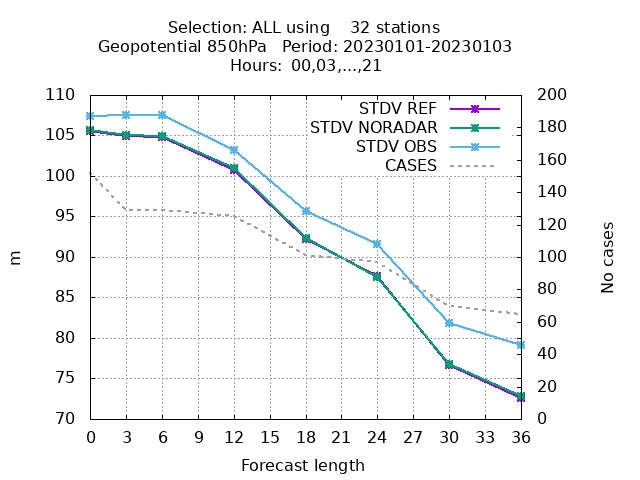 Selection: ALL using 32 stations
Geopotential 850hPa Period: 20230101-20230103
Hours: 00,03,...,21
110 200
STDV REF
105 180
STDV NORADAR
STDV OBS
100 160
CASES
140
95 120
m
90 100
No cases
85 80
80 60
40
75 20
70 0
0 3 6 9 12 15 18 21 24 27 30 33 36
Forecast length